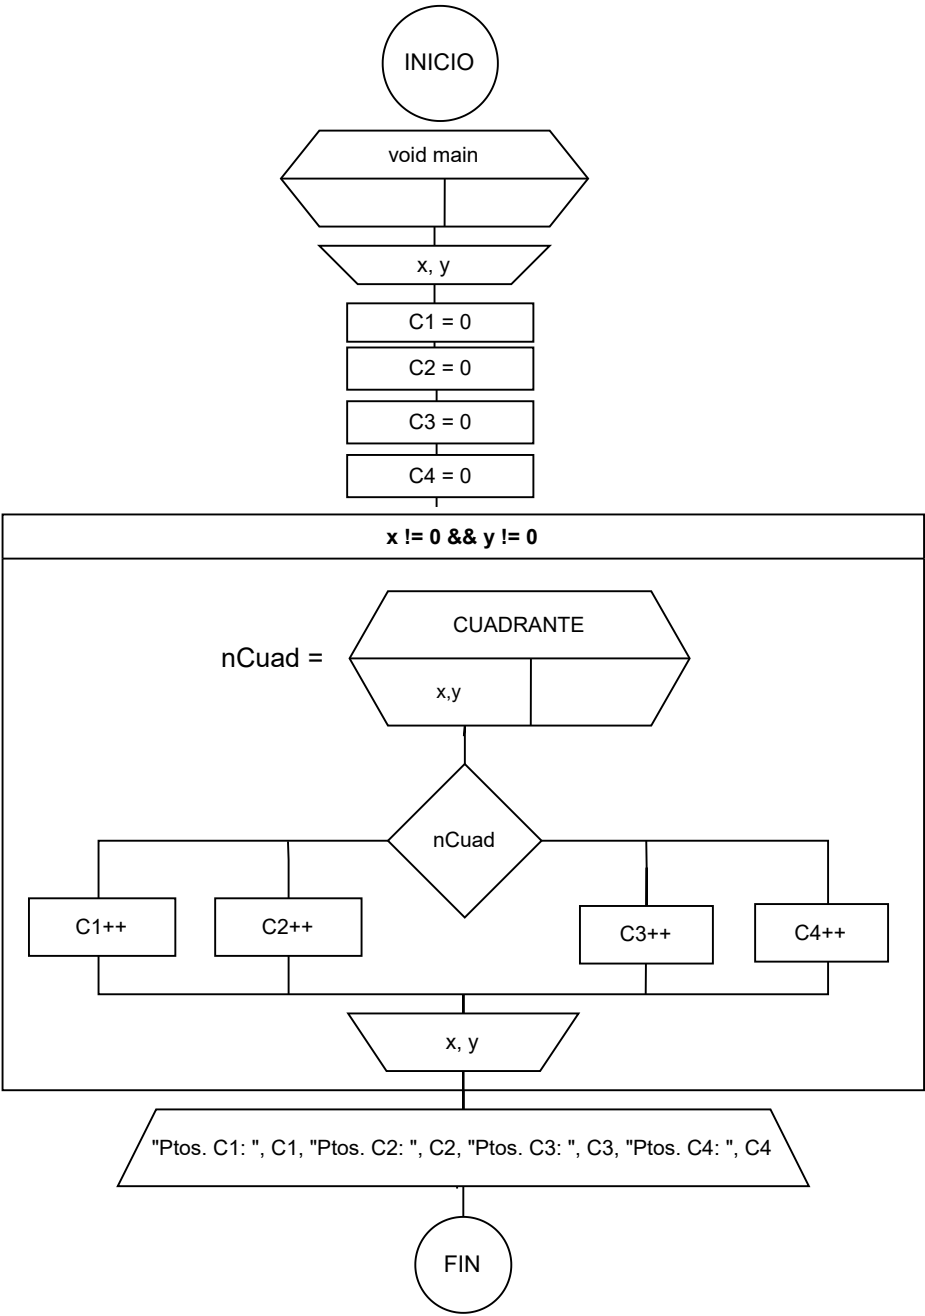 INICIO
void main
x, y
C1 = 0
C2 = 0
C3 = 0
C4 = 0
x != 0 && y != 0
CUADRANTE
nCuad =
x,y
nCuad
C1++
C2++
C3++
C4++
x, y
"Ptos. C1: ", C1, "Ptos. C2: ", C2, "Ptos. C3: ", C3, "Ptos. C4: ", C4
FIN